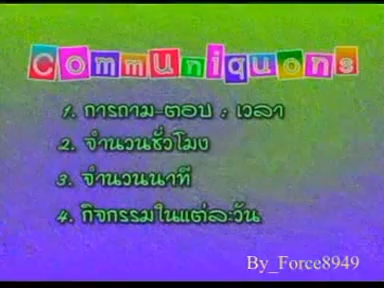 Communiquons
1. การถาม-ตอบ : เวลา
2. จำนวนชั่วโมง
3. จำนวนนาที
4. กิจกรรมในแต่ละวัน
By_Force8949